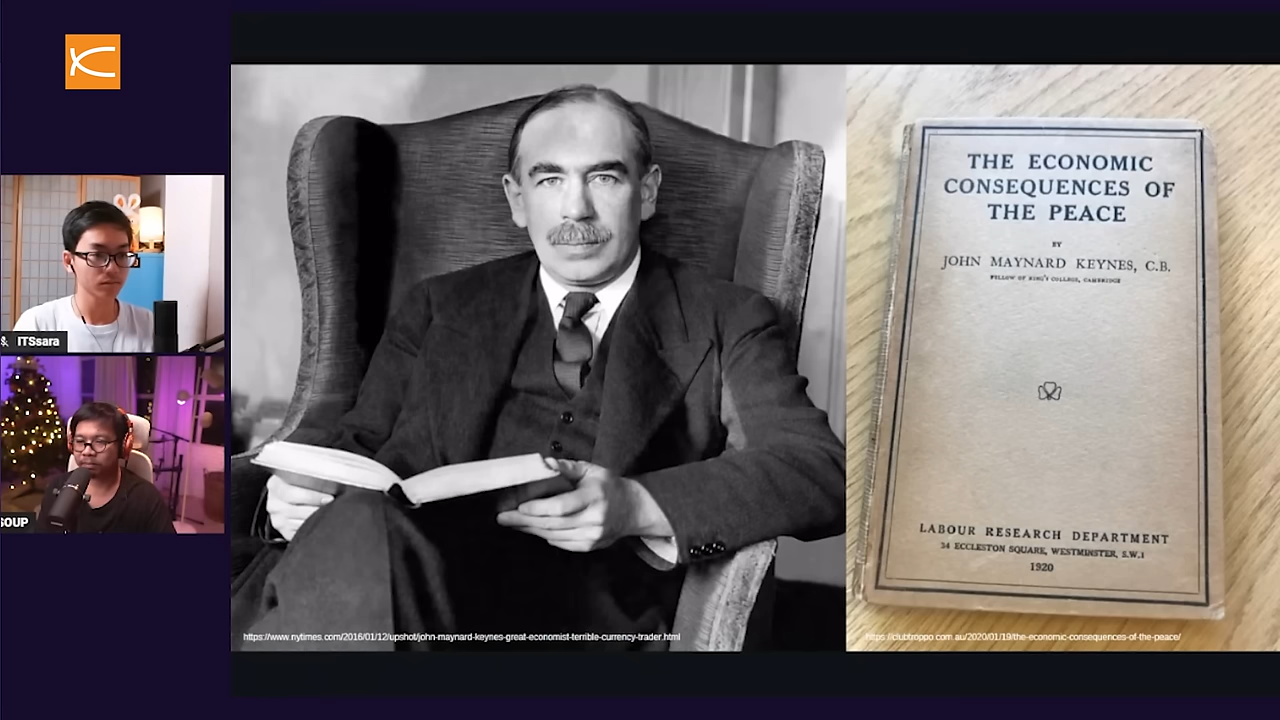 ITSsara
SOUP
https://www.nytimes.com/2016/01/12/upshot/john-maynard-keynes-great-economist-terrible-currency-trader.html
THE ECONOMIC
CONSEQUENCES OF
THE PEACE
BY
JOHN MAYNARD KEYNES, C.B.
FELLOW OF KING'S COLLEGE, CAMBRIDGE
LABOUR RESEARCH DEPARTMENT
34 ECCLESTON SQUARE, WESTMINSTER, S.W.1
1920
https://clubtroppo.com.au/2020/01/19/the-economic-consequences-of-the-peace/